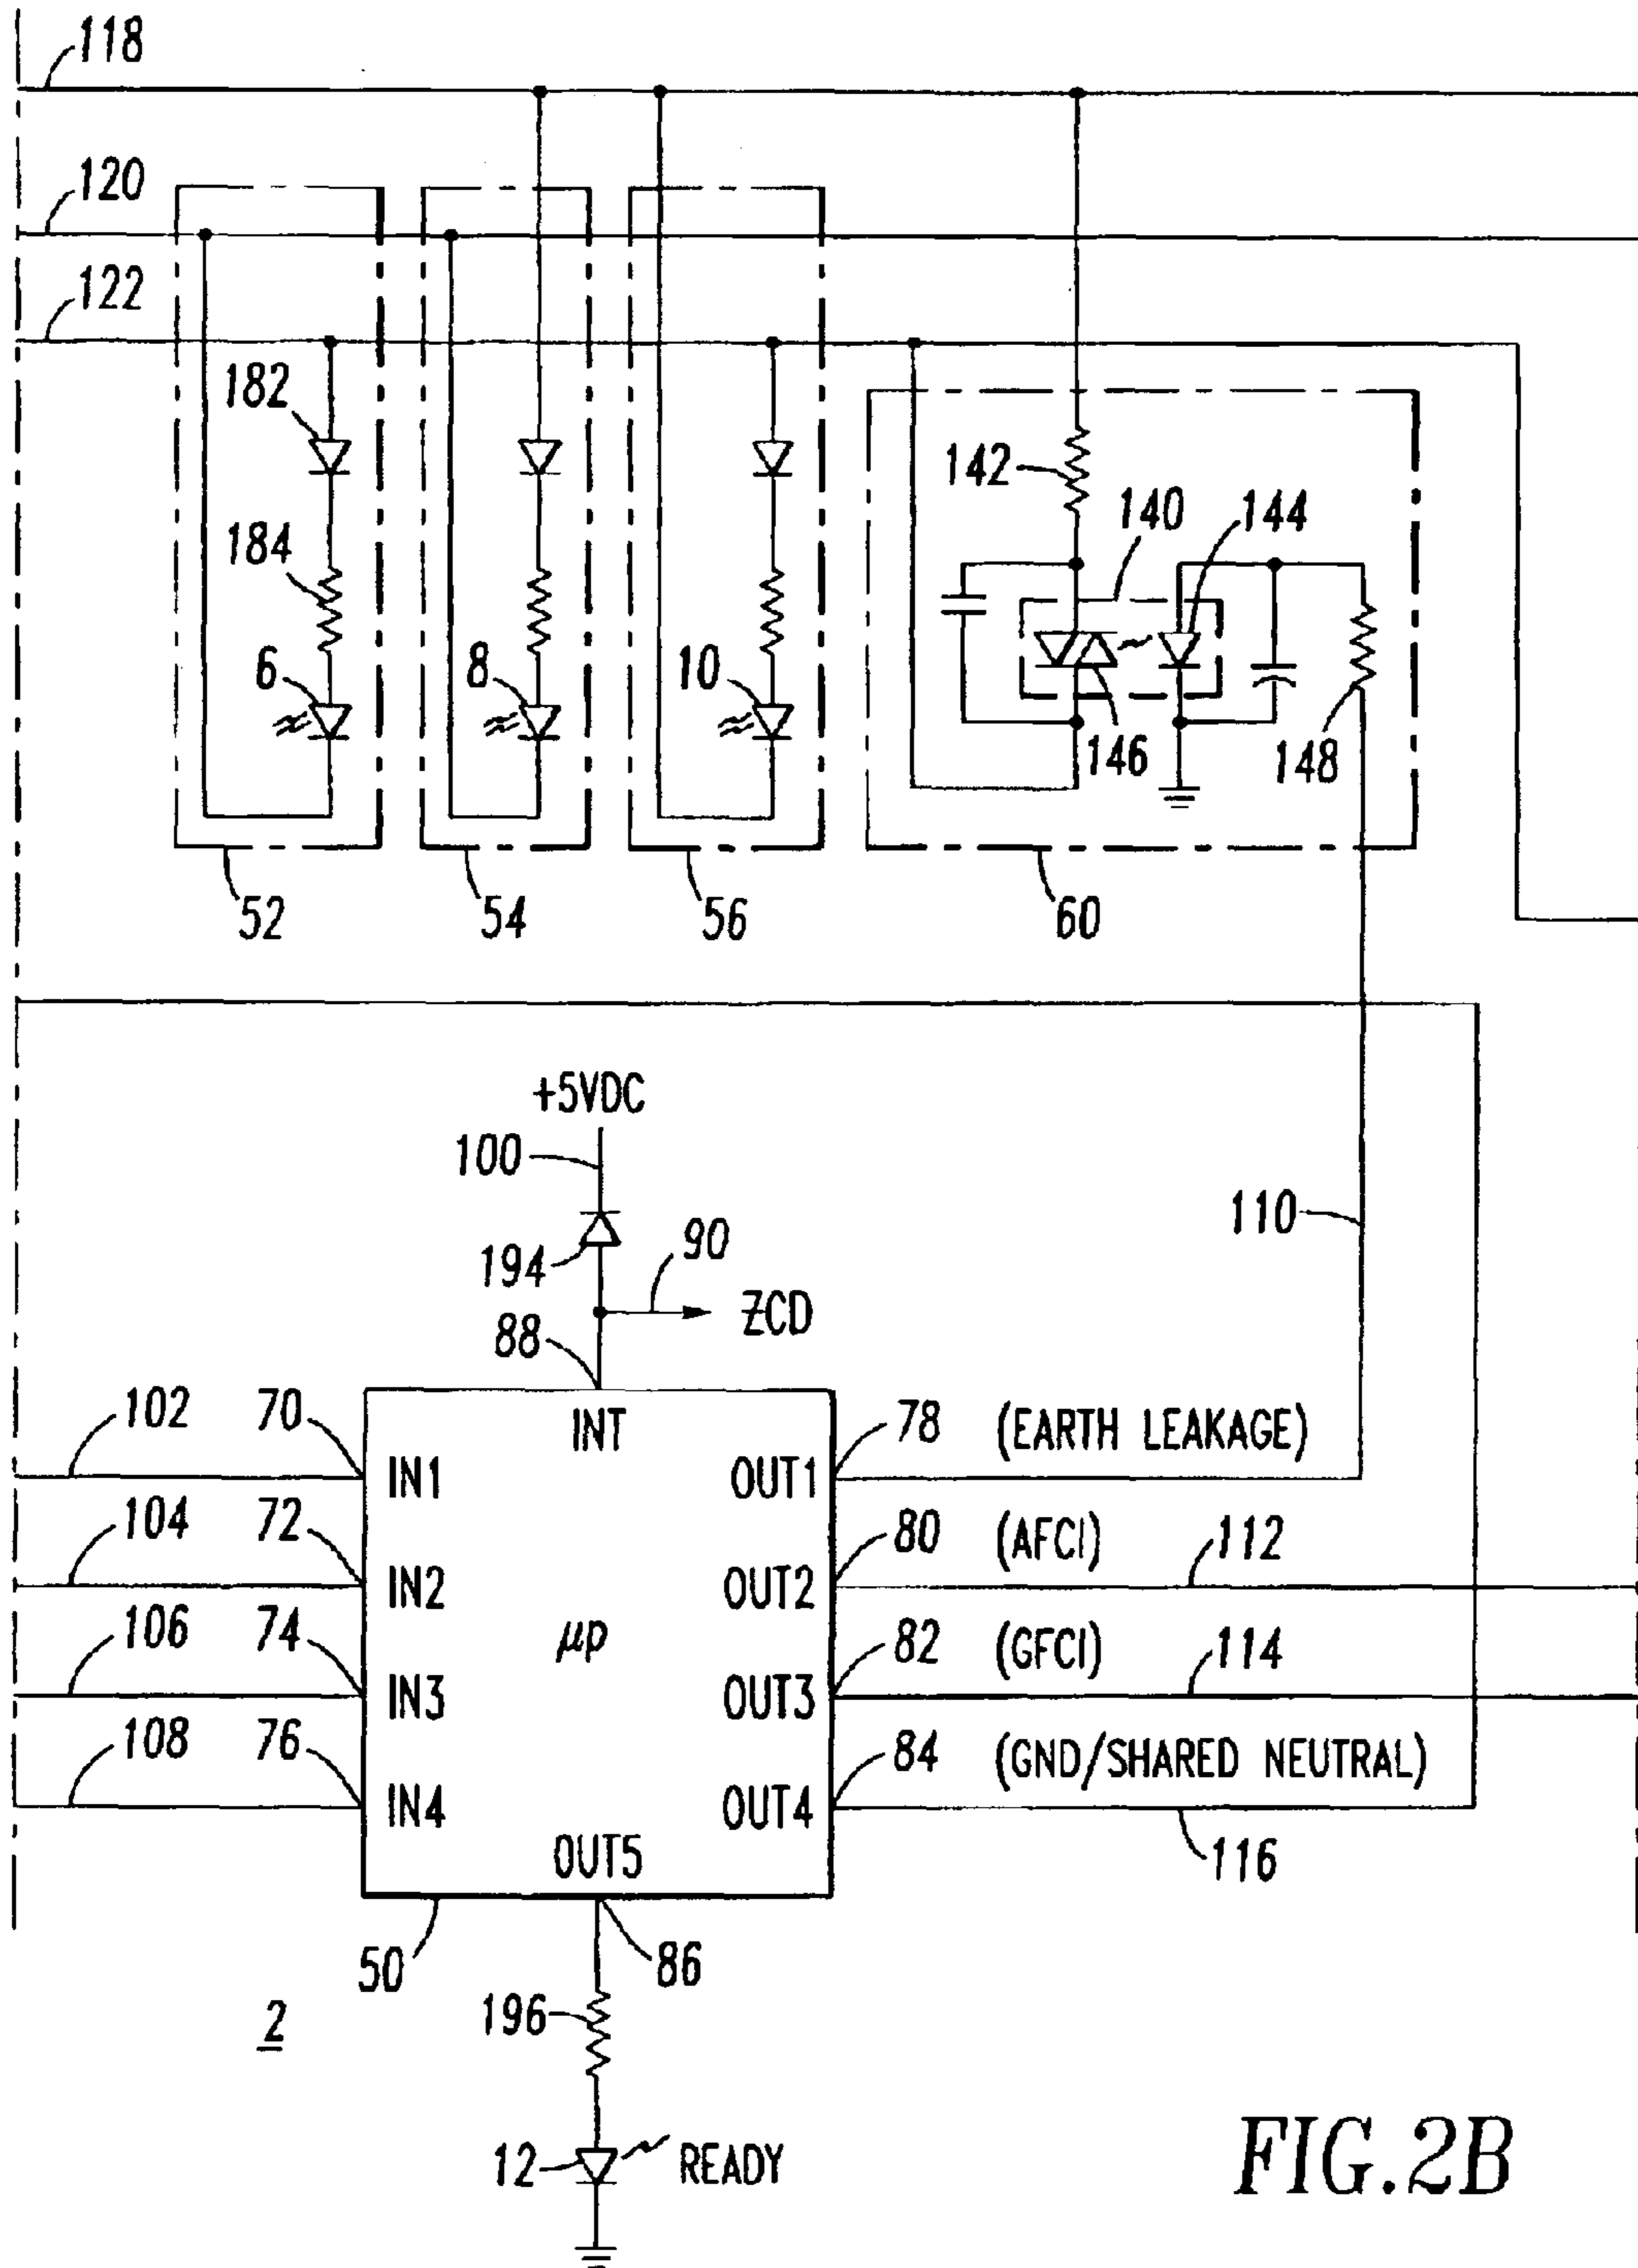 118
120
122
182
184
6
8
10
142
140
144
146
148
52
54
56
60
+5VDC
100
194
90
ZCD
88
110
102
70
INT
78
(EARTH LEAKAGE)
IN1
OUT1
104
72
80
(AFCI)
112
IN2
OUT2
106
74
μp
82
(GFCI)
114
IN3
OUT3
108
76
84
(GND/SHARED NEUTRAL)
IN4
OUT4
OUT5
116
50
86
2
196
12
READY
FIG.2B